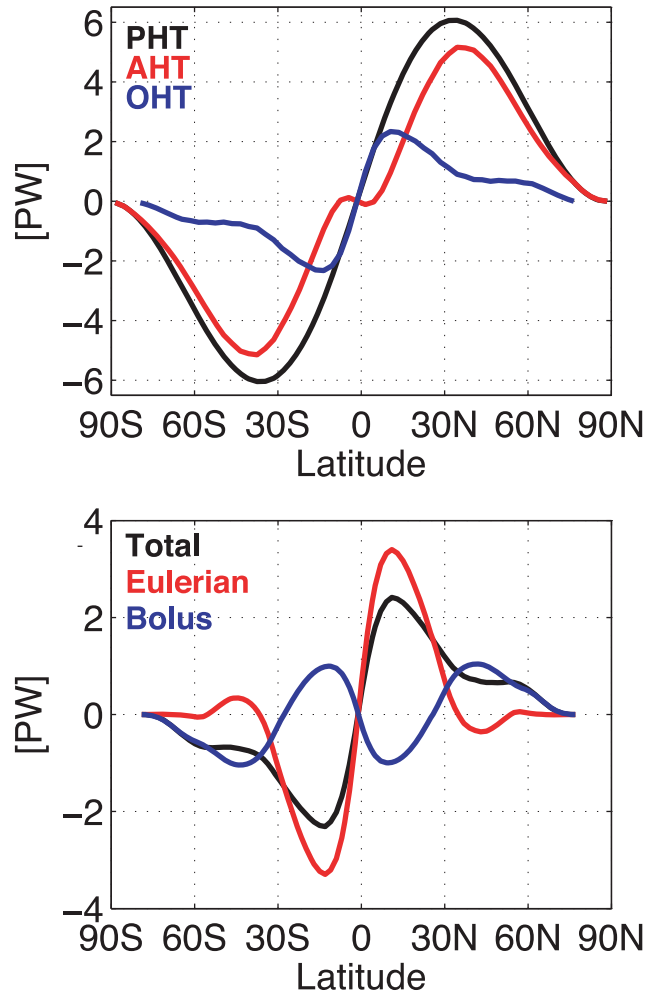 6
4
2
0
−2
−4
−6
[PW]
PHT
AHT
OHT
90S 60S 30S 0 30N 60N 90N
Latitude
4
2
0
−2
−4
[PW]
Total
Eulerian
Bolus
90S 60S 30S 0 30N 60N 90N
Latitude